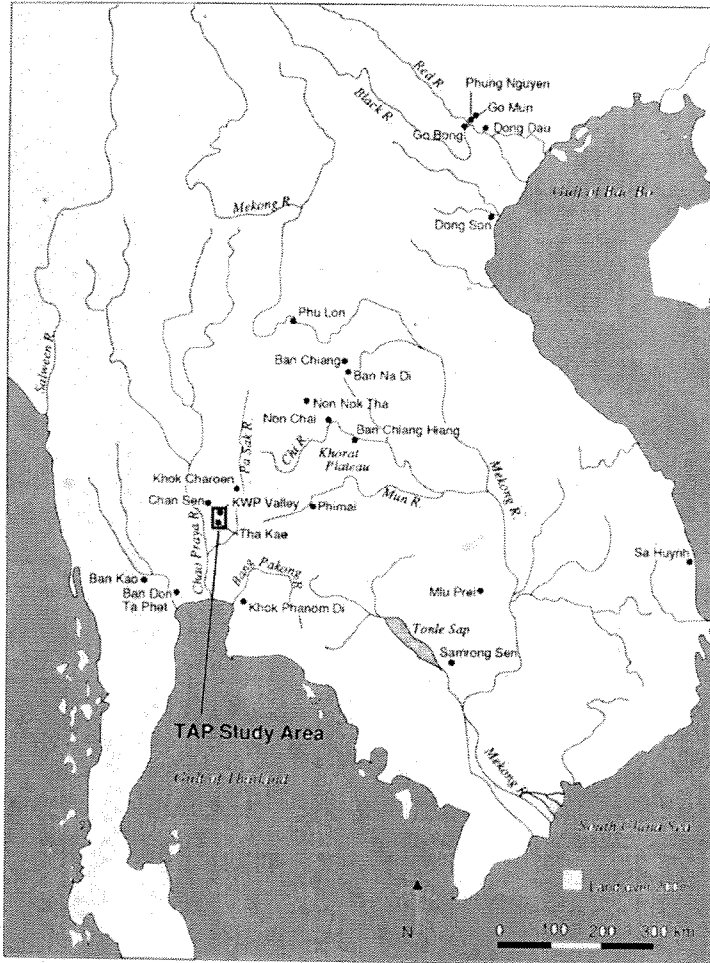 Red R.
Phung Nguyen
Black R.
Go Mun
Go Bong
Dong Dau
Gulf of Bac Bo
Mekong R.
Dong Son
Salween R.
Phu Lon
Ban Chiang
Ban Na Di
Non Nok Tha
Non Chai
Ban Chiang Hiang
Pa Sak R.
Chi R.
Khorat
Plateau
Mekong R.
Khok Charoen
Chan Sen
KWP Valley
Phimai
Mun R.
Tha Kae
Chao Praya R.
Sa Huynh
Ban Kao
Ban Don
Ta Phet
Bang Pakong R.
Khok Phanom Di
Mlu Prei
Tonle Sap
Samrong Sen
TAP Study Area
Gulf of Thailand
Mekong R.
South China Sea
Land over
N
0 100 200 300 km